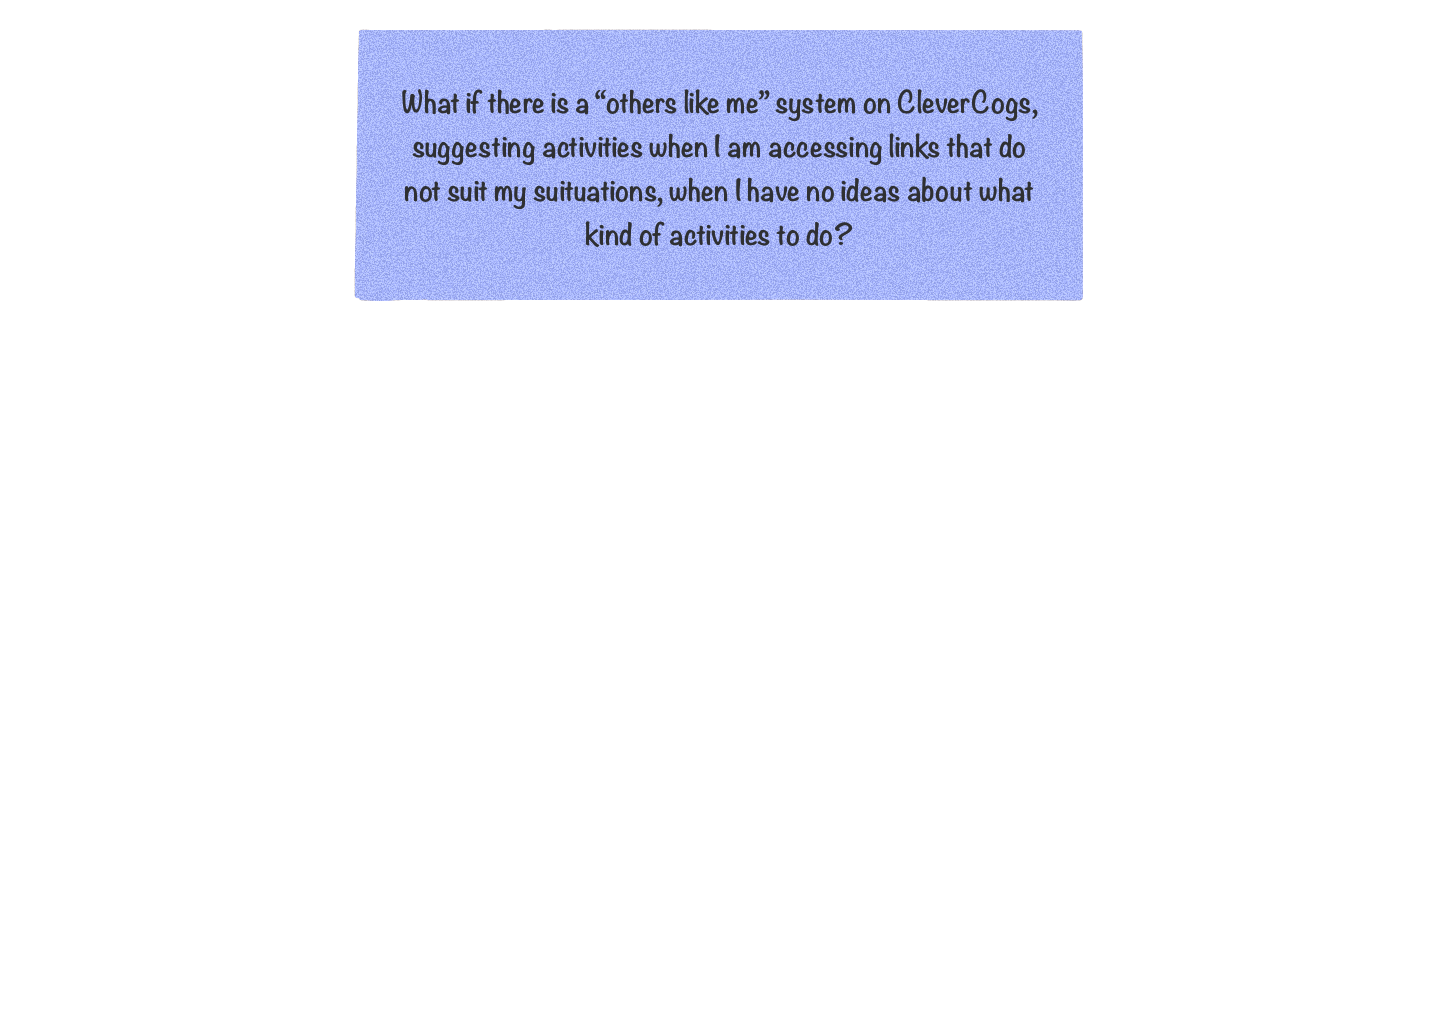 What if there is a “others like me” system on CleverCogs,
suggesting activities when I am accessing links that do
not suit my suituations, when I have no ideas about what
kind of activities to do?